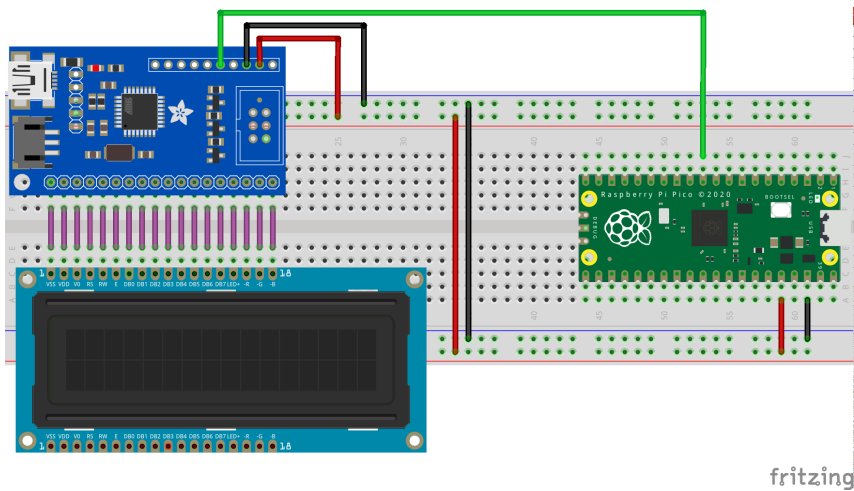 25
30
40
45
50
55
60
J
I
H
G
F
Raspberry Pi Pico ©2020
BOOTSEL
LED
USB
DEBUG
E
D
C
B
A
1
18
VSS VDD V0 RS RW E DB0 DB1 DB2 DB3 DB4 DB5 DB6 DB7 LED+ -R -G -B
40
45
50
55
60
VSS VDD V0 RS RW E DB0 DB1 DB2 DB3 DB4 DB5 DB6 DB7 LED+ -R -G -B
1
18
fritzing